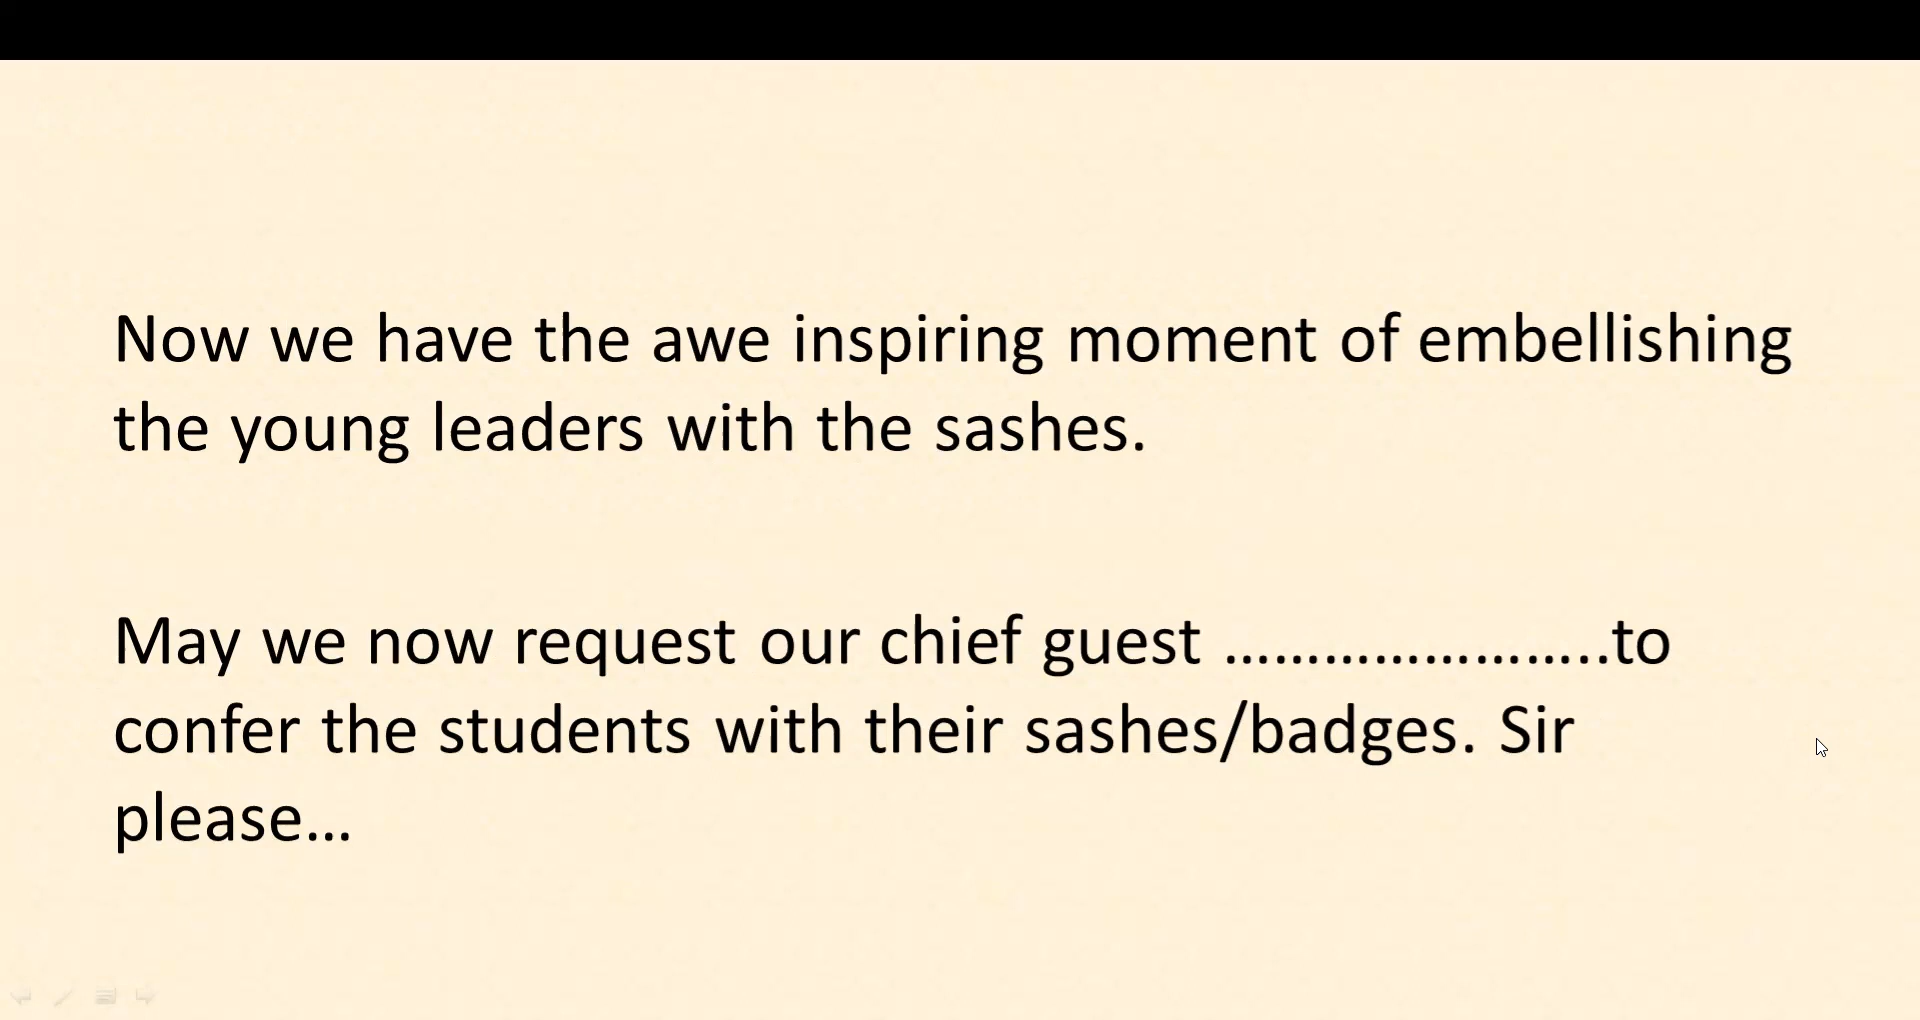 Now we have the awe inspiring moment of embellishing
the young leaders with the sashes.
May we now request our chief guest ……………………..to
confer the students with their sashes/badges. Sir
please…